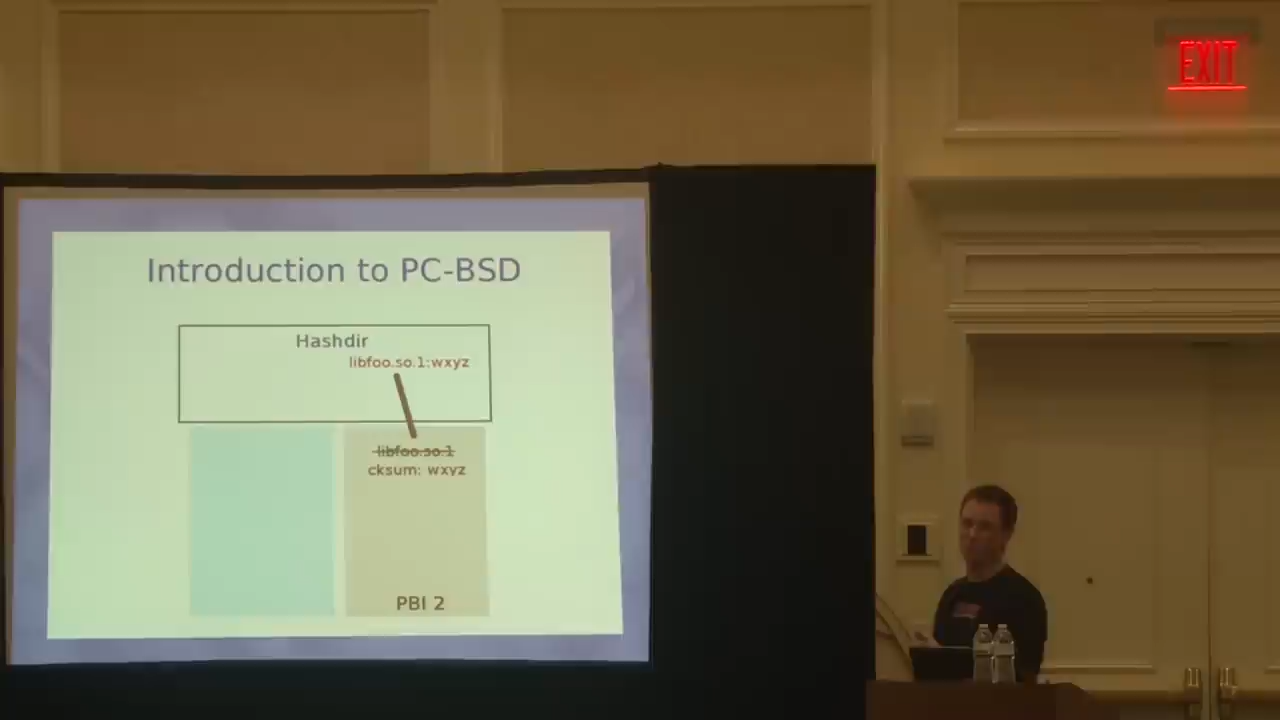 EXIT
Introduction to PC-BSD
Hashdir
libfoo.so.1:wxyz
libfoo.so.1
cksum: wxyz
PBI 2